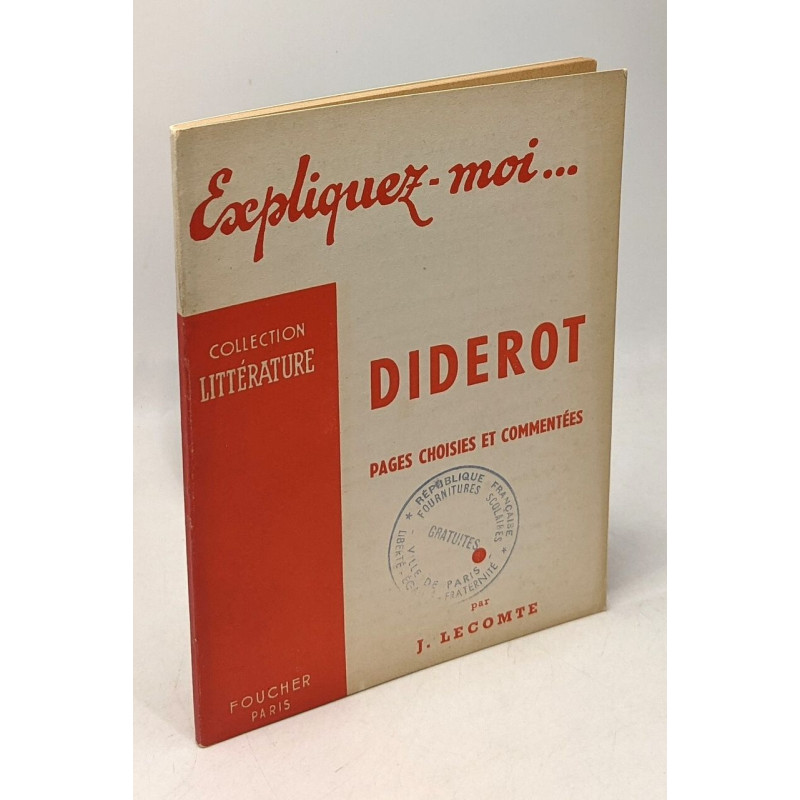 Expliquez-moi...
COLLECTION
LITTÉRATURE
DIDEROT
PAGES CHOISIES ET COMMENTÉES
★ RÉPUBLIQUE FRANÇAISE ★
FOURNITURES SCOLAIRES
GRATUITES
VILLE DE PARIS
LIBERTÉ FRATERNITÉ
par
J. LECOMTE
FOUCHER
PARIS